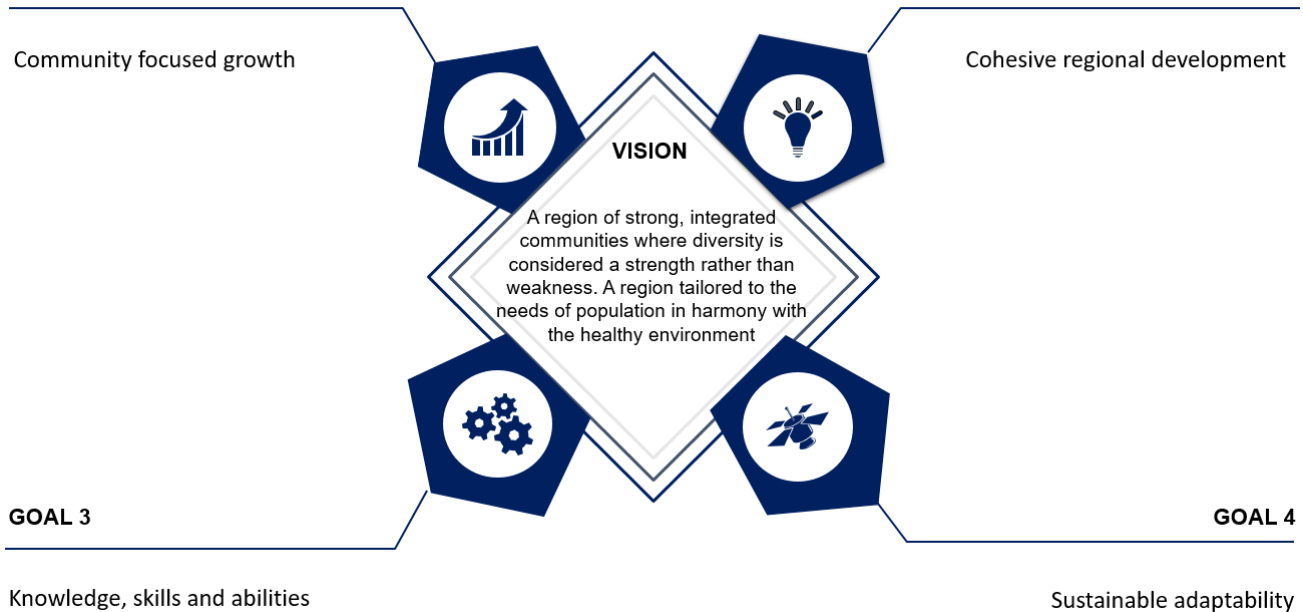 Community focused growth
Cohesive regional development
VISION
A region of strong, integrated
communities where diversity is
considered a strength rather than
weakness. A region tailored to the
needs of population in harmony with
the healthy environment
GOAL 3
GOAL 4
Knowledge, skills and abilities
Sustainable adaptability